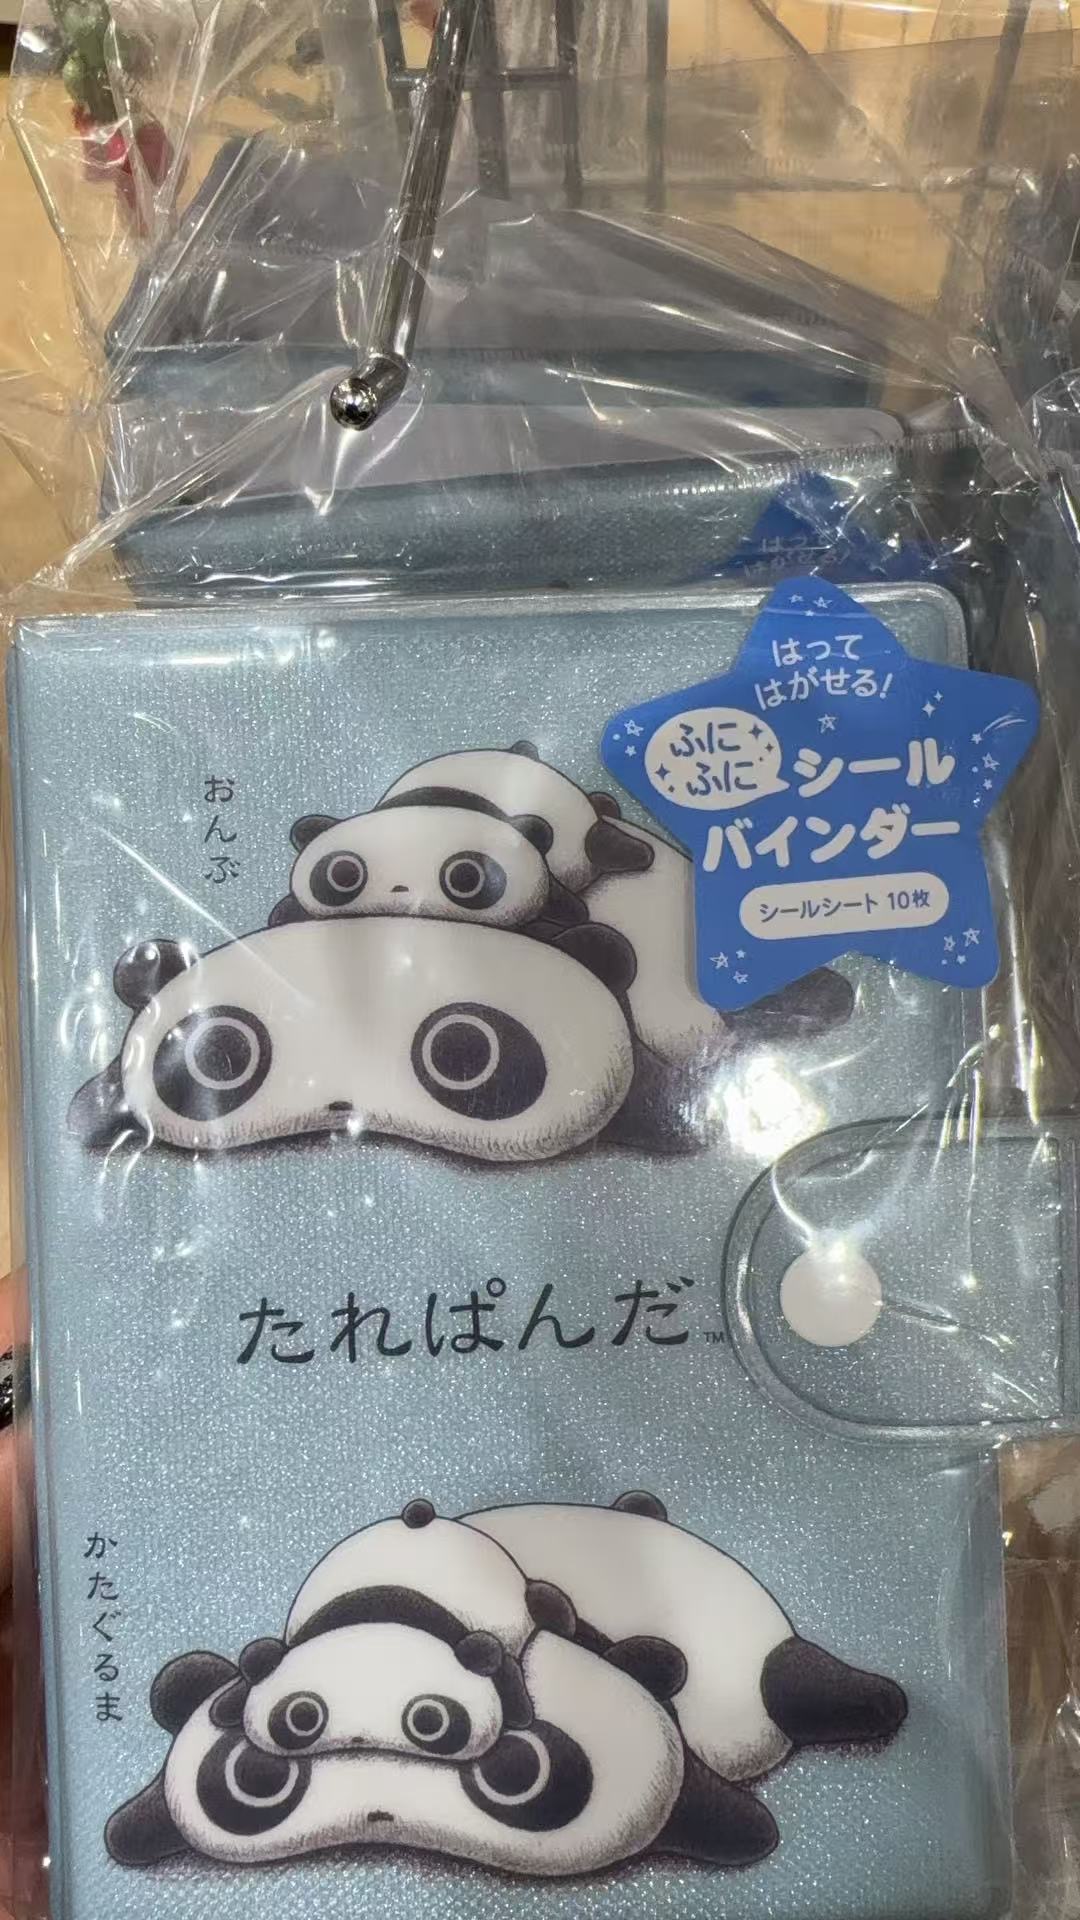 はって
はがせる!
ふに
ふに
シール
バインダー
シールシート 10枚
おんぶ
たれぱんだ™
かたぐるま